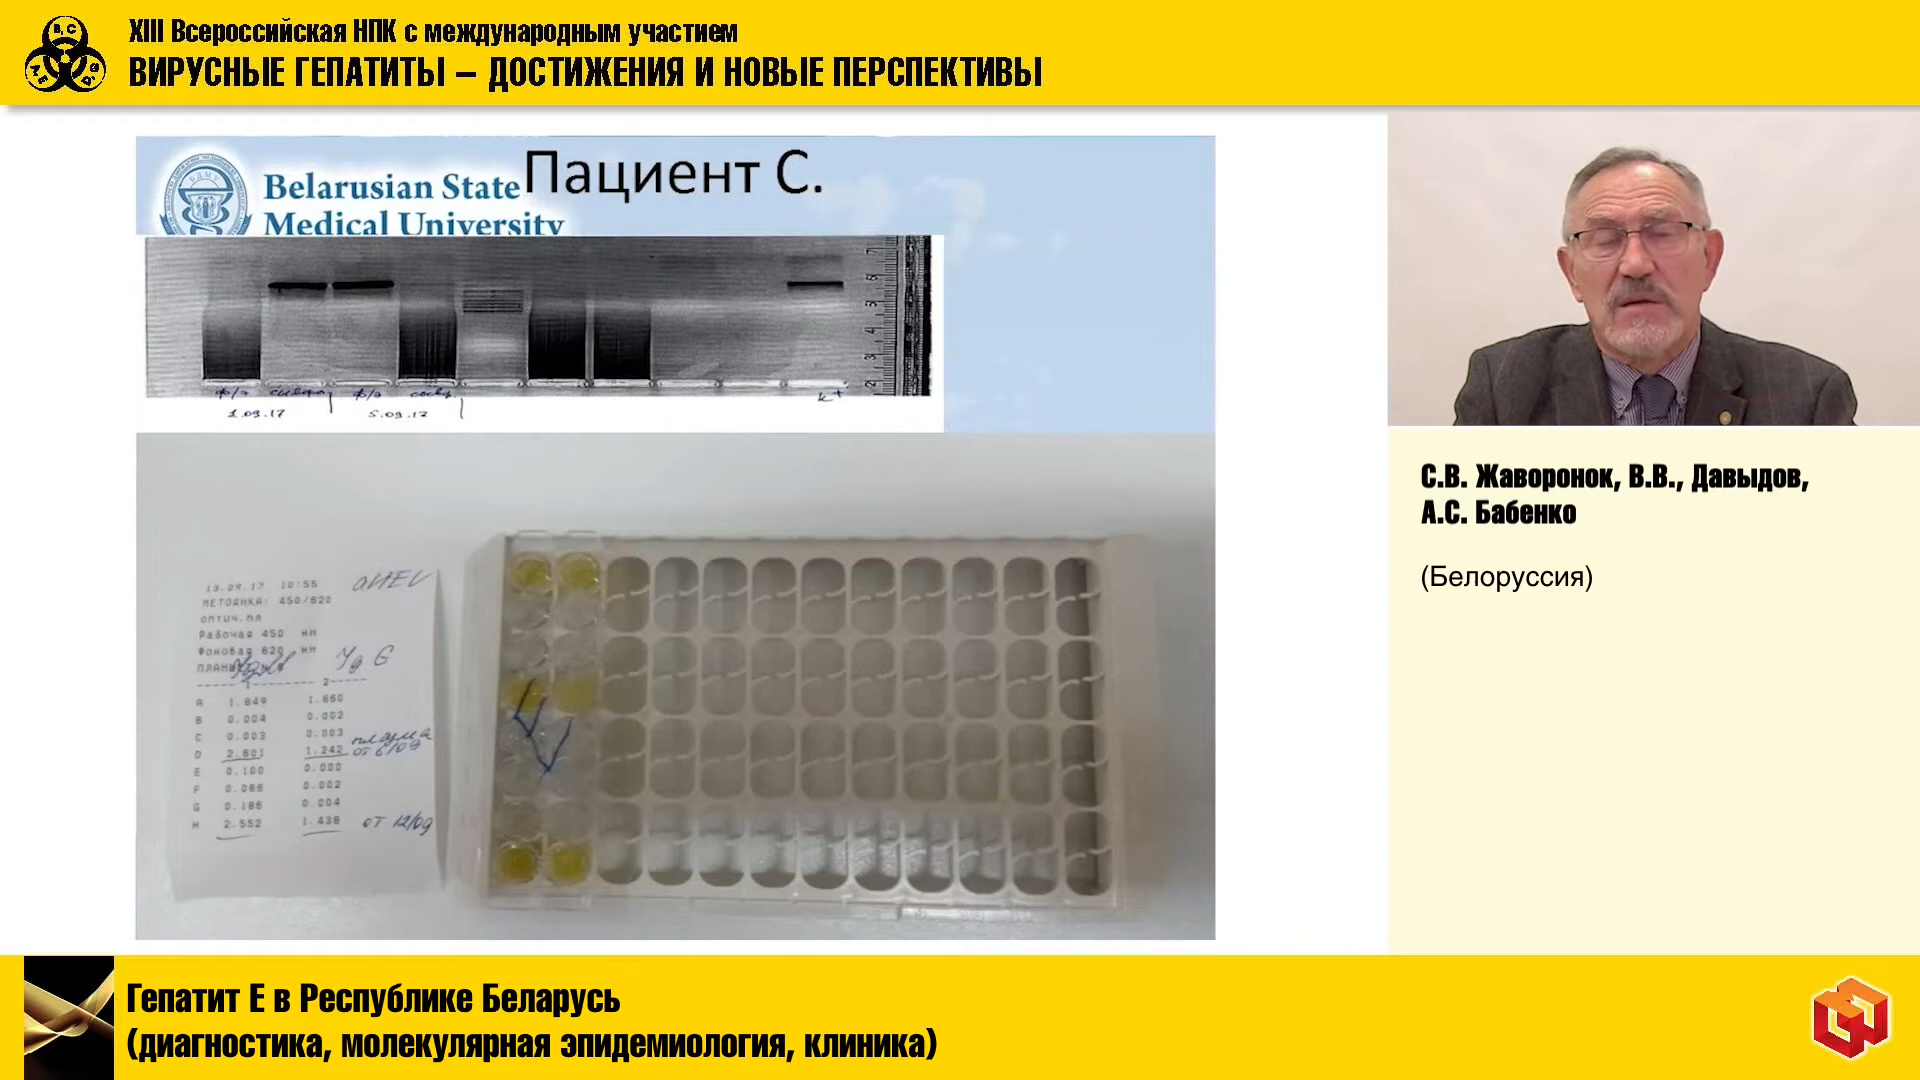 XIII Всероссийская НПК с международным участием
ВИРУСНЫЕ ГЕПАТИТЫ – ДОСТИЖЕНИЯ И НОВЫЕ ПЕРСПЕКТИВЫ
Belarusian State
Medical University
Пациент С.
ф/э
1.09.17
ф/э
5.09.17
к+
10:55
МЕТОДИКА: 450/620
ОПТИЧ.ПЛ
Рабочая 450 нм
Фоновая 620 нм
Ig G
1 2
A 1.849 1.660
B 0.004 0.002
C 0.003 0.003
D 2.601 1.242 плазма
E 0.100 0.000
F 0.066 0.002
G 0.186 0.004
H 2.552 1.438 от 12/09
С.В. Жаворонок, В.В., Давыдов,
А.С. Бабенко
(Белоруссия)
Гепатит Е в Республике Беларусь
(диагностика, молекулярная эпидемиология, клиника)